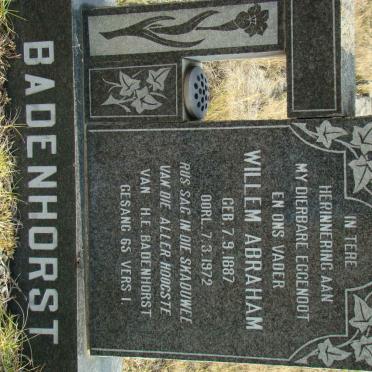 IN TERE
HERINNERING AAN
MY DIERBARE EGGENOOT
EN ONS VADER
WILLEM ABRAHAM
GEB. 7.9.1887
OORL. 7.3.1972
RUS SAG IN DIE SKADUWEE
VAN DIE ALLER HOOGSTE.
VAN H.E. BADENHORST
GESANG 65 VERS 1.
BADENHORST